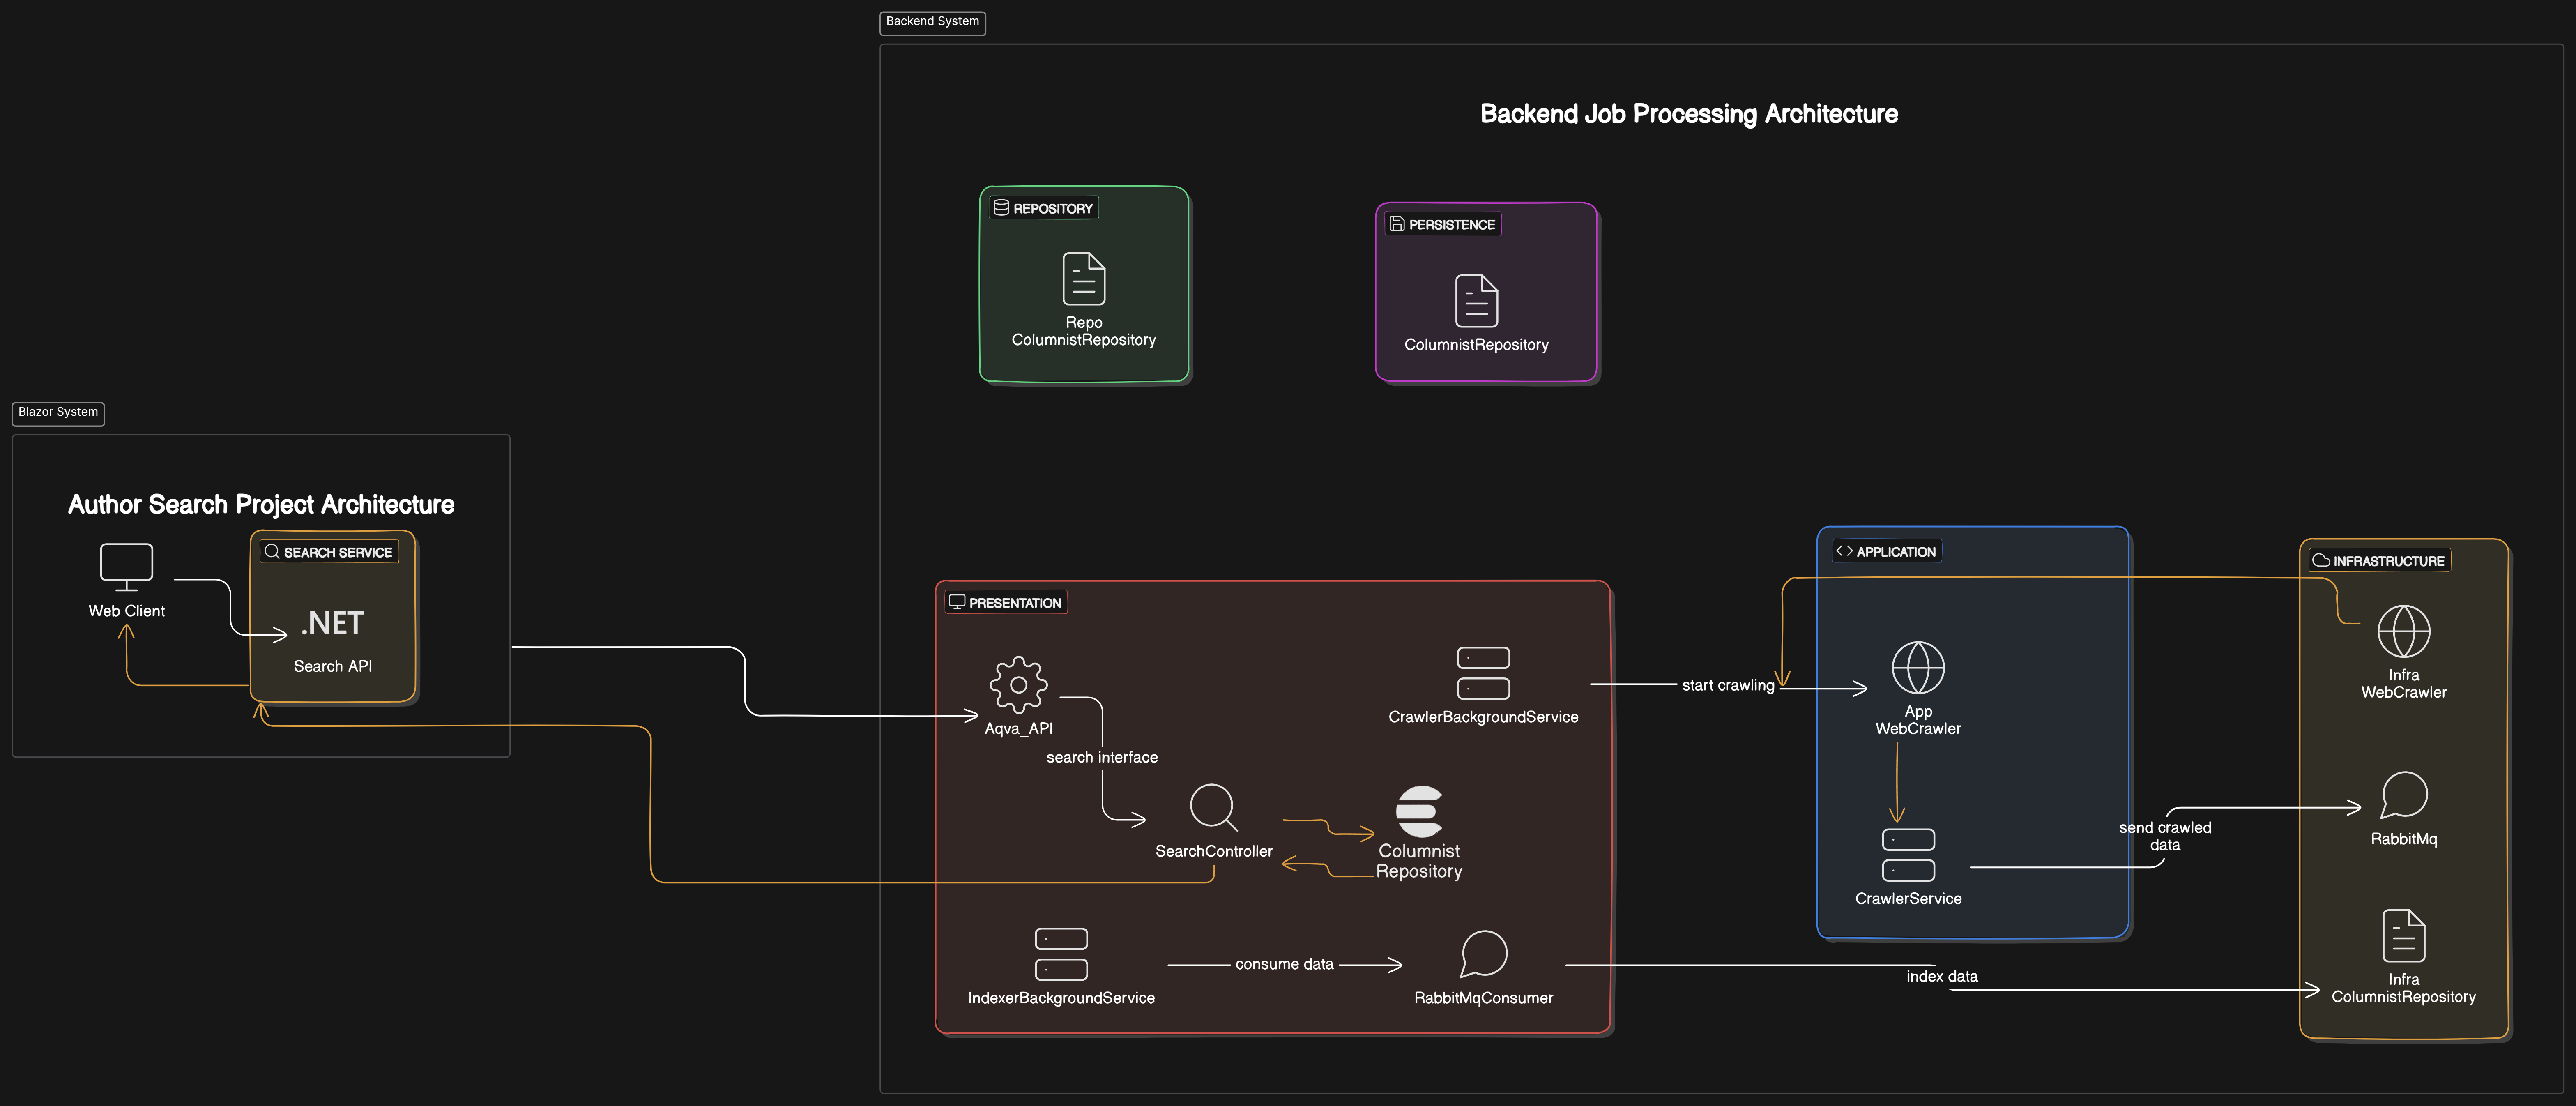 Backend System
Backend Job Processing Architecture
REPOSITORY
Repo
ColumnistRepository
PERSISTENCE
ColumnistRepository
Blazor System
Author Search Project Architecture
Web Client
SEARCH SERVICE
.NET
Search API
PRESENTATION
Aqva_API
search interface
SearchController
CrawlerBackgroundService
Columnist
Repository
IndexerBackgroundService
consume data
RabbitMqConsumer
start crawling
APPLICATION
App
WebCrawler
CrawlerService
send crawled
data
index data
INFRASTRUCTURE
Infra
WebCrawler
RabbitMq
Infra
ColumnistRepository